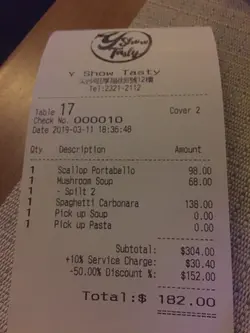 Y Show
Tasty
Y Show Tasty
Tel:2321-2112
Table 17
Cover 2
Check No. 000010
Date 2019-03-11 18:36:48
Qty Description Amount
1 Scallop Portabello 98.00
1 Mushroom Soup 68.00
- Spilt 2
1 Spaghetti Carbonara 138.00
1 Pick up Soup 0.00
1 Pick up Pasta 0.00
Subtotal: $304.00
+10% Service Charge: $30.40
-50.00% Discount %: $152.00
Total:$ 182.00